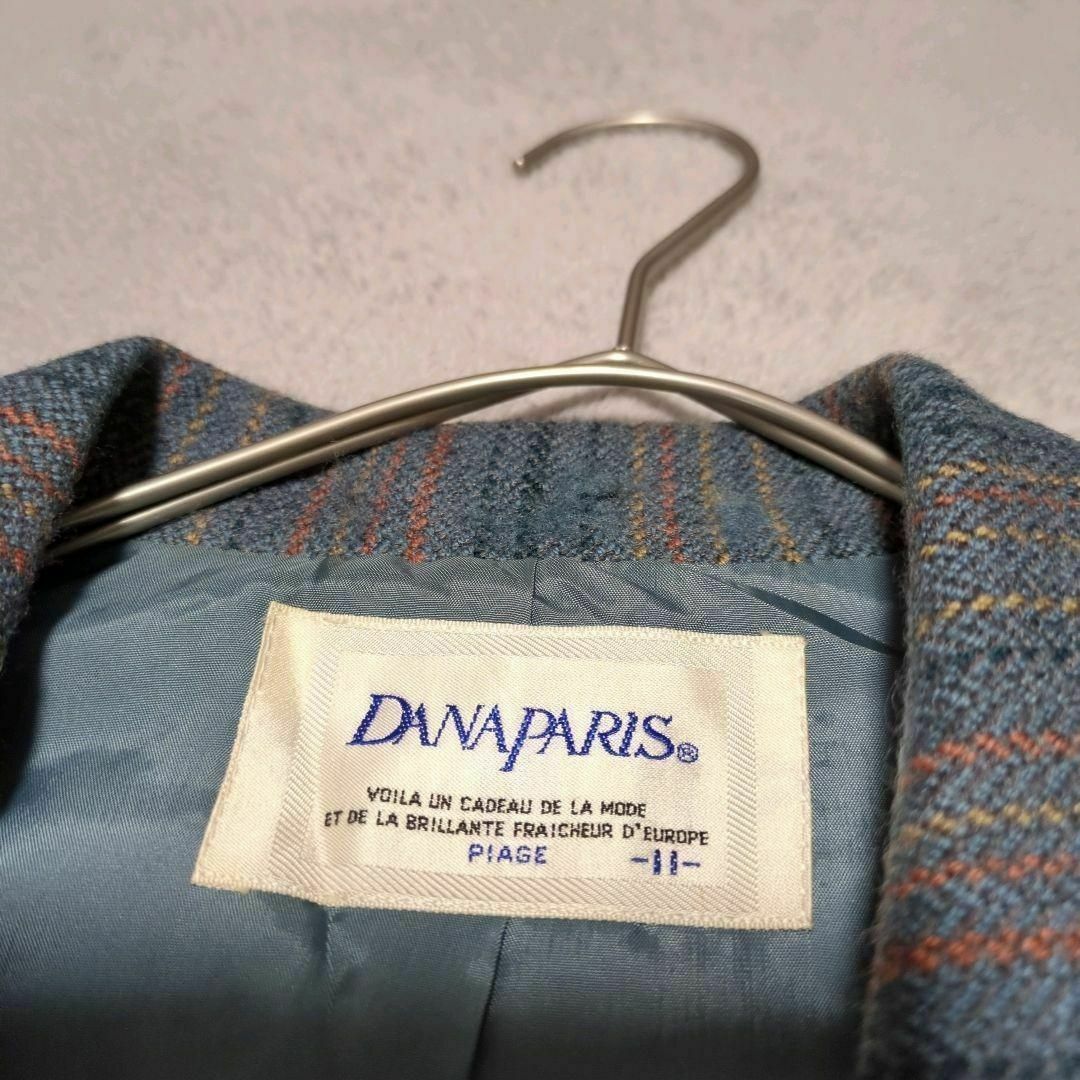 DANAPARIS®
VOILA UN CADEAU DE LA MODE
ET DE LA BRILLANTE FRAICHEUR D'EUROPE
PIAGE -11-